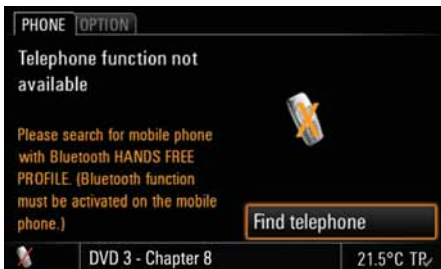 PHONE OPTION
Telephone function not
available
Please search for mobile phone
with Bluetooth HANDS FREE
PROFILE. (Bluetooth function
must be activated on the mobile
phone.)
Find telephone
DVD 3 - Chapter 8 21.5°C TP✓